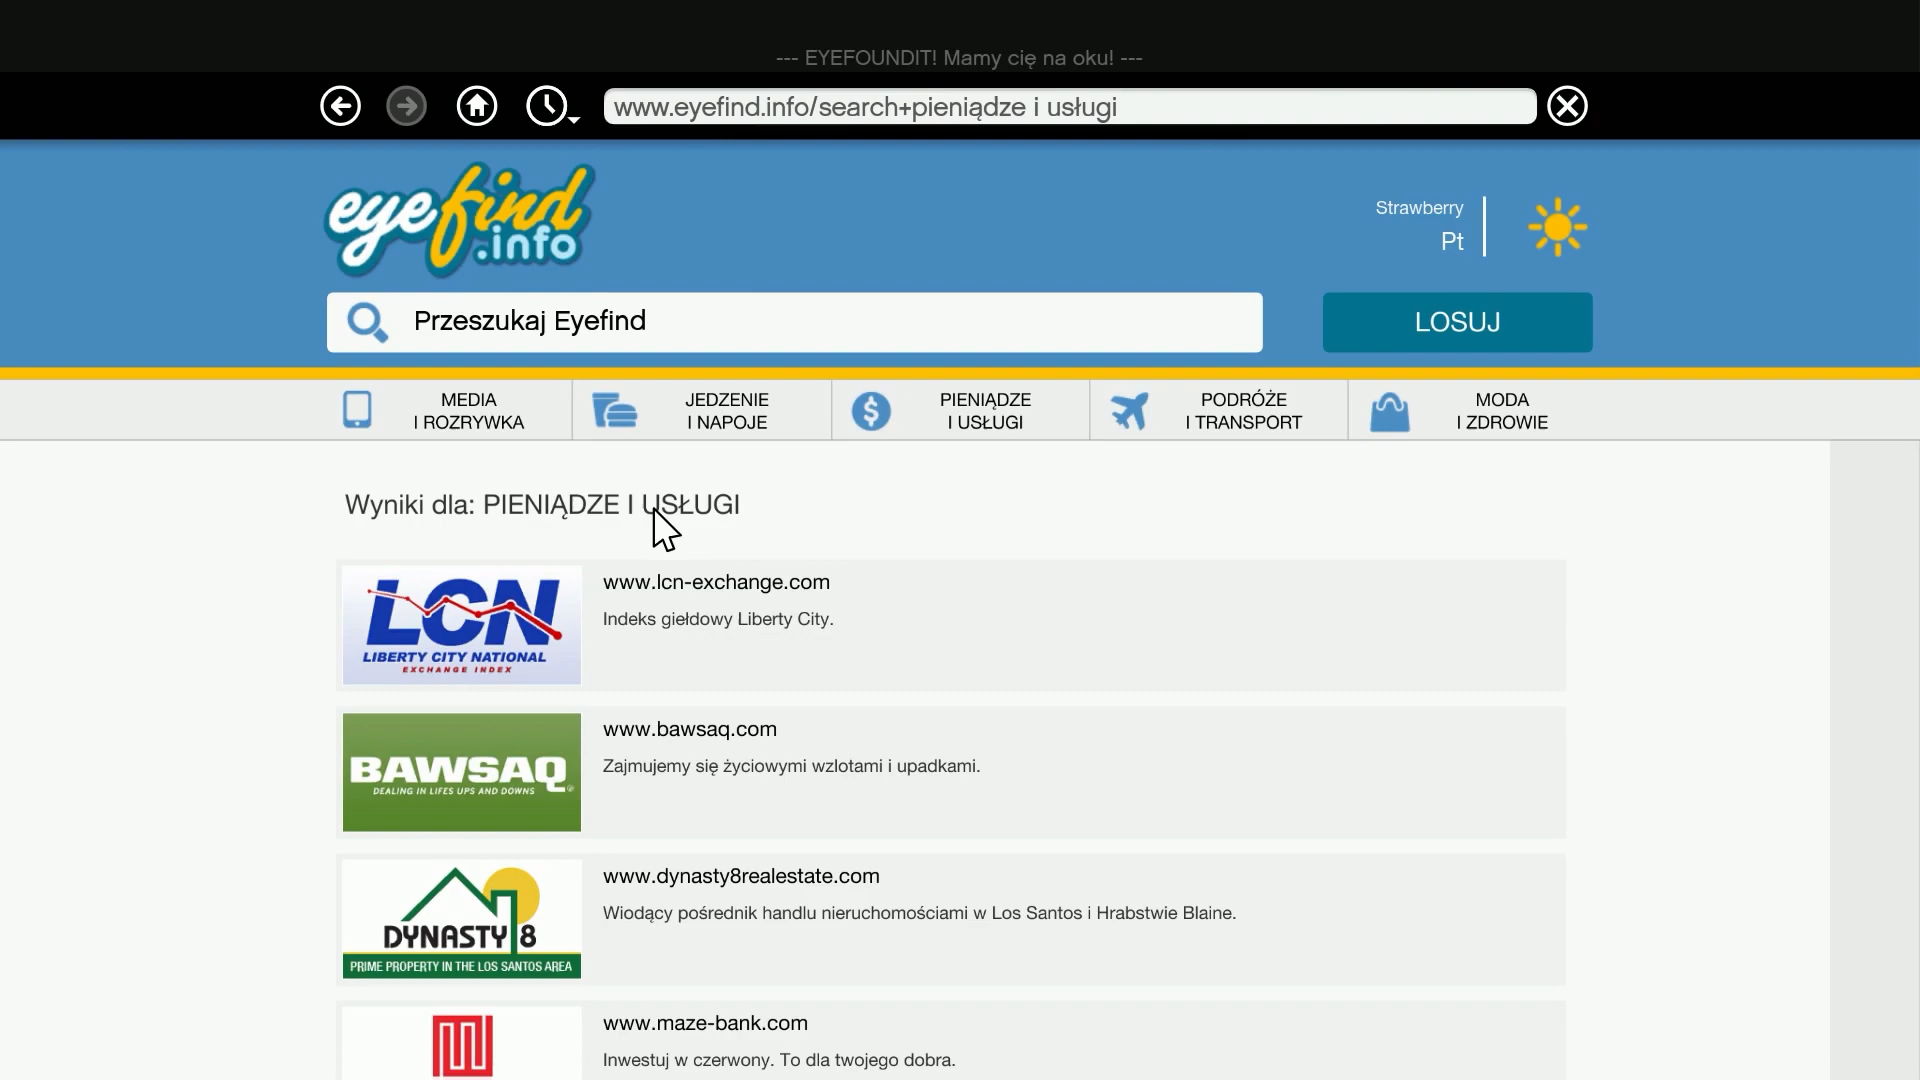 --- EYEFOUNDIT! Mamy cię na oku! ---
www.eyefind.info/search+pieniądze i usługi
eyefind
.info
Strawberry
Pt
Przeszukaj Eyefind
LOSUJ
MEDIA
I ROZRYWKA
JEDZENIE
I NAPOJE
PIENIĄDZE
I USŁUGI
PODRÓŻE
I TRANSPORT
MODA
I ZDROWIE
Wyniki dla: PIENIĄDZE I USŁUGI
LCN
LIBERTY CITY NATIONAL
EXCHANGE INDEX
www.lcn-exchange.com
Indeks giełdowy Liberty City.
BAWSAQ
DEALING IN LIFES UPS AND DOWNS
www.bawsaq.com
Zajmujemy się życiowymi wzlotami i upadkami.
DYNASTY 8
PRIME PROPERTY IN THE LOS SANTOS AREA
www.dynasty8realestate.com
Wiodący pośrednik handlu nieruchomościami w Los Santos i Hrabstwie Blaine.
www.maze-bank.com
Inwestuj w czerwony. To dla twojego dobra.